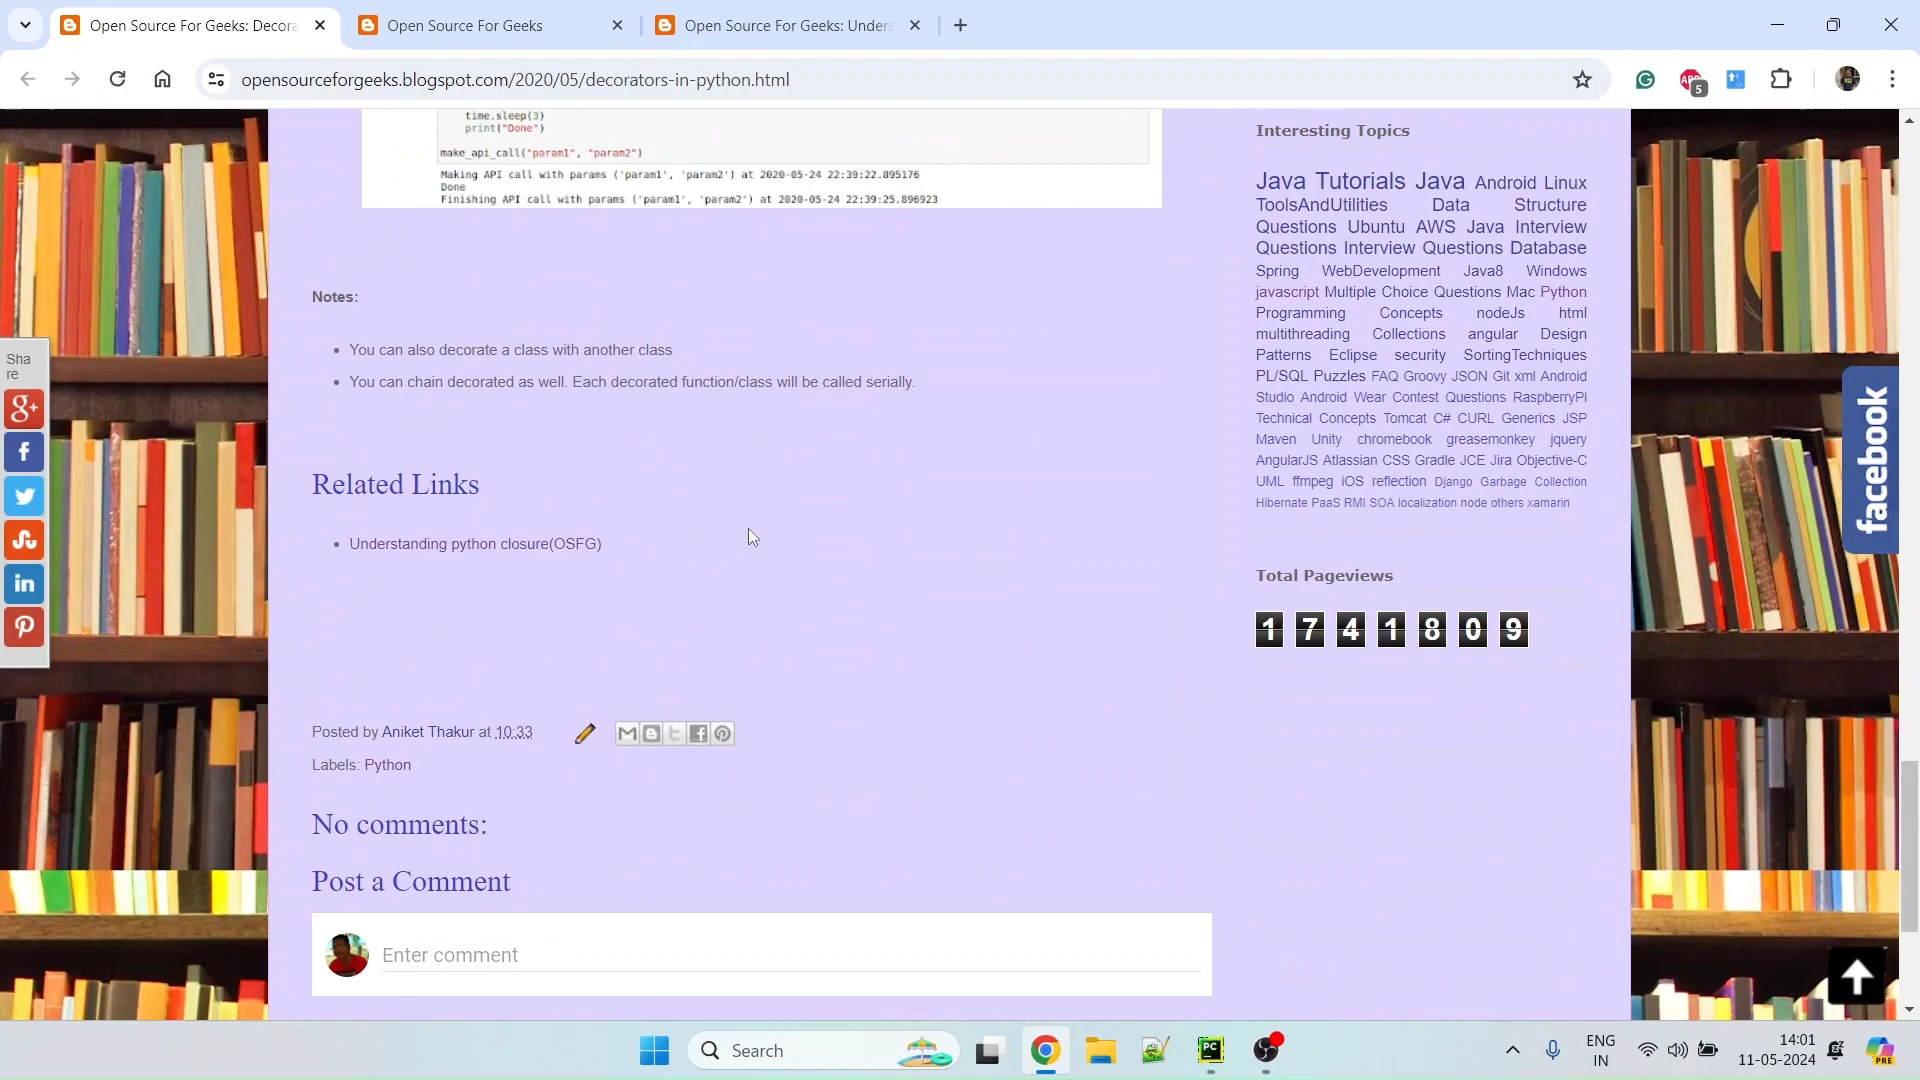 Open Source For Geeks: Decora
Open Source For Geeks
Open Source For Geeks: Unders
opensourceforgeeks.blogspot.com/2020/05/decorators-in-python.html
ABP
5
time.sleep(3)
print("Done")
make_api_call("param1", "param2")
Making API call with params ('param1', 'param2') at 2020-05-24 22:39:22.895176
Done
Finishing API call with params ('param1', 'param2') at 2020-05-24 22:39:25.896923
Notes:
You can also decorate a class with another class
You can chain decorated as well. Each decorated function/class will be called serially.
Related Links
Understanding python closure(OSFG)
Posted by Aniket Thakur at 10:33
Labels: Python
No comments:
Post a Comment
Enter comment
Interesting Topics
Java Tutorials Java Android Linux
ToolsAndUtilities Data Structure
Questions Ubuntu AWS Java Interview
Questions Interview Questions Database
Spring WebDevelopment Java8 Windows
javascript Multiple Choice Questions Mac Python
Programming Concepts nodeJs html
multithreading Collections angular Design
Patterns Eclipse security SortingTechniques
PL/SQL Puzzles FAQ Groovy JSON Git xml Android
Studio Android Wear Contest Questions RaspberryPi
Technical Concepts Tomcat C# CURL Generics JSP
Maven Unity chromebook greasemonkey jquery
AngularJS Atlassian CSS Gradle JCE Jira Objective-C
UML ffmpeg iOS reflection Django Garbage Collection
Hibernate PaaS RMI SOA localization node others xamarin
Total Pageviews
1741809
Sha
re
facebook
Search
ENG
IN
14:01
11-05-2024
PRE